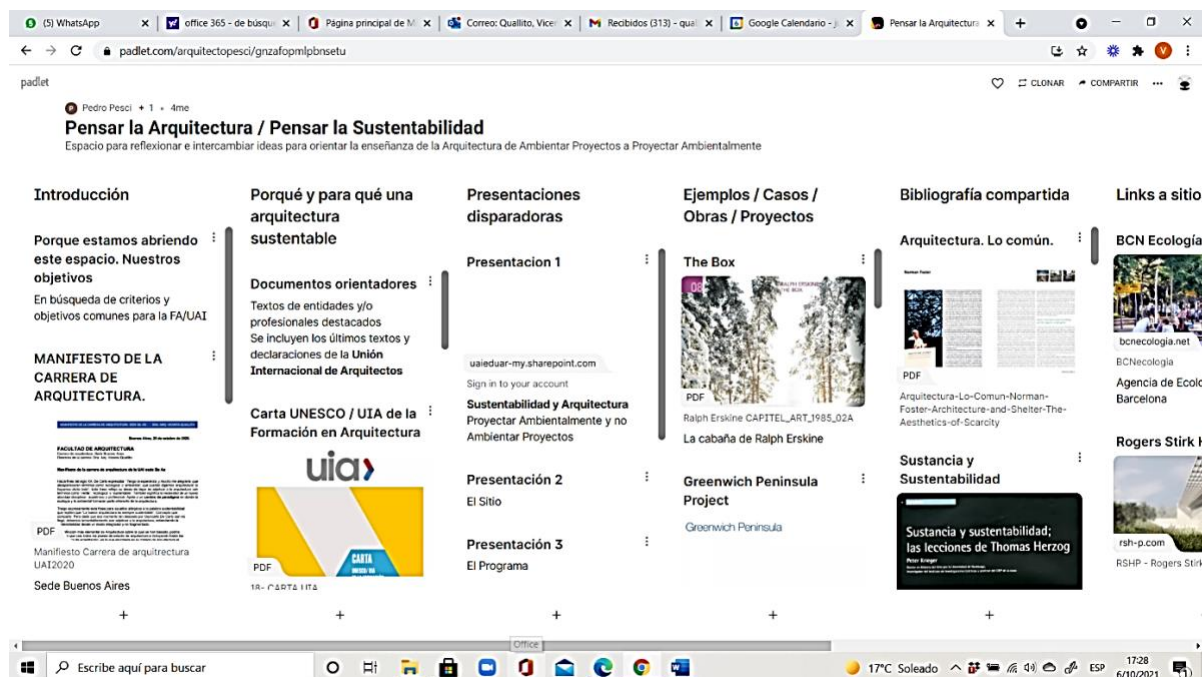 (5) WhatsApp
office 365 - de búsqu
Página principal de M
Correo: Quallito, Vice
Recibidos (313) - qual
Google Calendario - j
Pensar la Arquitectura
padlet.com/arquitectopesci/gnzafopmlpbnsetu
padlet
CLONAR
COMPARTIR
Pedro Pesci + 1 • 4me
Pensar la Arquitectura / Pensar la Sustentabilidad
Espacio para reflexionar e intercambiar ideas para orientar la enseñanza de la Arquitectura de Ambientar Proyectos a Proyectar Ambientalmente
Introducción
Porque estamos abriendo
este espacio. Nuestros
objetivos
En búsqueda de criterios y
objetivos comunes para la FA/UAI
MANIFIESTO DE LA
CARRERA DE
ARQUITECTURA.
FACULTAD DE ARQUITECTURA
PDF
Manifiesto Carrera de arquitrectura
UAI2020
Sede Buenos Aires
Porqué y para qué una
arquitectura
sustentable
Documentos orientadores
Textos de entidades y/o
profesionales destacados
Se incluyen los últimos textos y
declaraciones de la Unión
Internacional de Arquitectos
Carta UNESCO / UIA de la
Formación en Arquitectura
uia
CARTA
PDF
18- CARTA UIA
Presentaciones
disparadoras
Presentacion 1
uaieduar-my.sharepoint.com
Sign in to your account
Sustentabilidad y Arquitectura
Proyectar Ambientalmente y no
Ambientar Proyectos
Presentación 2
El Sitio
Presentación 3
El Programa
Ejemplos / Casos /
Obras / Proyectos
The Box
08
RALPH ERSKINE
THE BOX
PDF
Ralph Erskine CAPITEL_ART_1985_02A
La cabaña de Ralph Erskine
Greenwich Peninsula
Project
Greenwich Peninsula
Bibliografía compartida
Arquitectura. Lo común.
Norman Foster
PDF
Arquitectura-Lo-Comun-Norman-
Foster-Architecture-and-Shelter-The-
Aesthetics-of-Scarcity
Sustancia y
Sustentabilidad
Sustancia y sustentabilidad;
las lecciones de Thomas Herzog
Peter Krieger
Links a sitio
BCN Ecología
bcnecologia.net
BCNecologia
Agencia de Ecolo
Barcelona
Rogers Stirk H
rsh-p.com
RSHP - Rogers Stirk
Office
Escribe aquí para buscar
17°C Soleado
ESP
17:28
6/10/2021